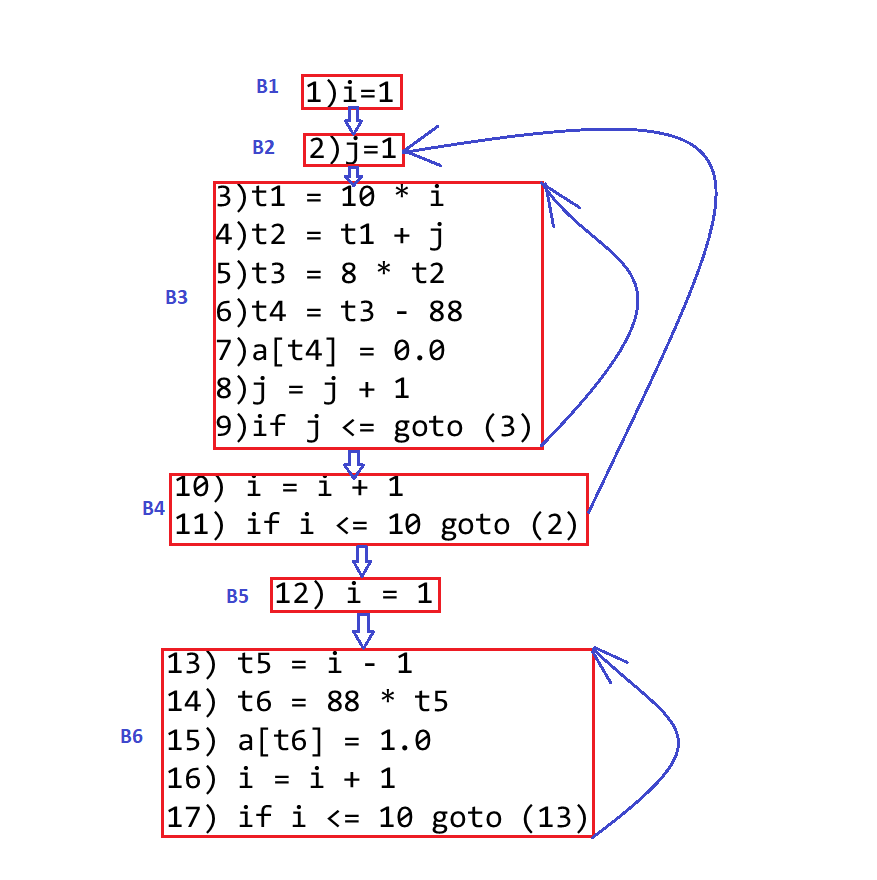 B1
1)i=1
B2
2)j=1
B3
3)t1 = 10 * i
4)t2 = t1 + j
5)t3 = 8 * t2
6)t4 = t3 - 88
7)a[t4] = 0.0
8)j = j + 1
9)if j <= goto (3)
B4
10) i = i + 1
11) if i <= 10 goto (2)
B5
12) i = 1
B6
13) t5 = i - 1
14) t6 = 88 * t5
15) a[t6] = 1.0
16) i = i + 1
17) if i <= 10 goto (13)